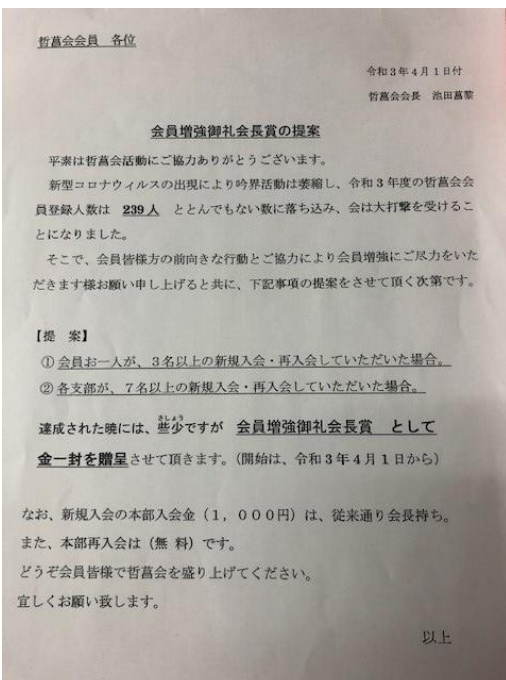 哲菖会会員　各位
令和3年4月1日付
哲菖会会長　池田菖黎
会員増強御礼会長賞の提案
平素は哲菖会活動にご協力ありがとうございます。
新型コロナウィルスの出現により吟界活動は萎縮し、令和3年度の哲菖会会
員登録人数は　239人　ととんでもない数に落ち込み、会は大打撃を受けるこ
とになりました。
そこで、会員皆様方の前向きな行動とご協力により会員増強にご尽力をいた
だきます様お願い申し上げると共に、下記事項の提案をさせて頂く次第です。
【提　案】
①会員お一人が、3名以上の新規入会・再入会していただいた場合。
②各支部が、7名以上の新規入会・再入会していただいた場合。
達成された暁には、些少ですが　会員増強御礼会長賞　として
金一封を贈呈させて頂きます。（開始は、令和3年4月1日から）
なお、新規入会の本部入会金（1，000円）は、従来通り会長持ち。
また、本部再入会は（無 料）です。
どうぞ会員皆様で哲菖会を盛り上げてください。
宜しくお願い致します。
以上